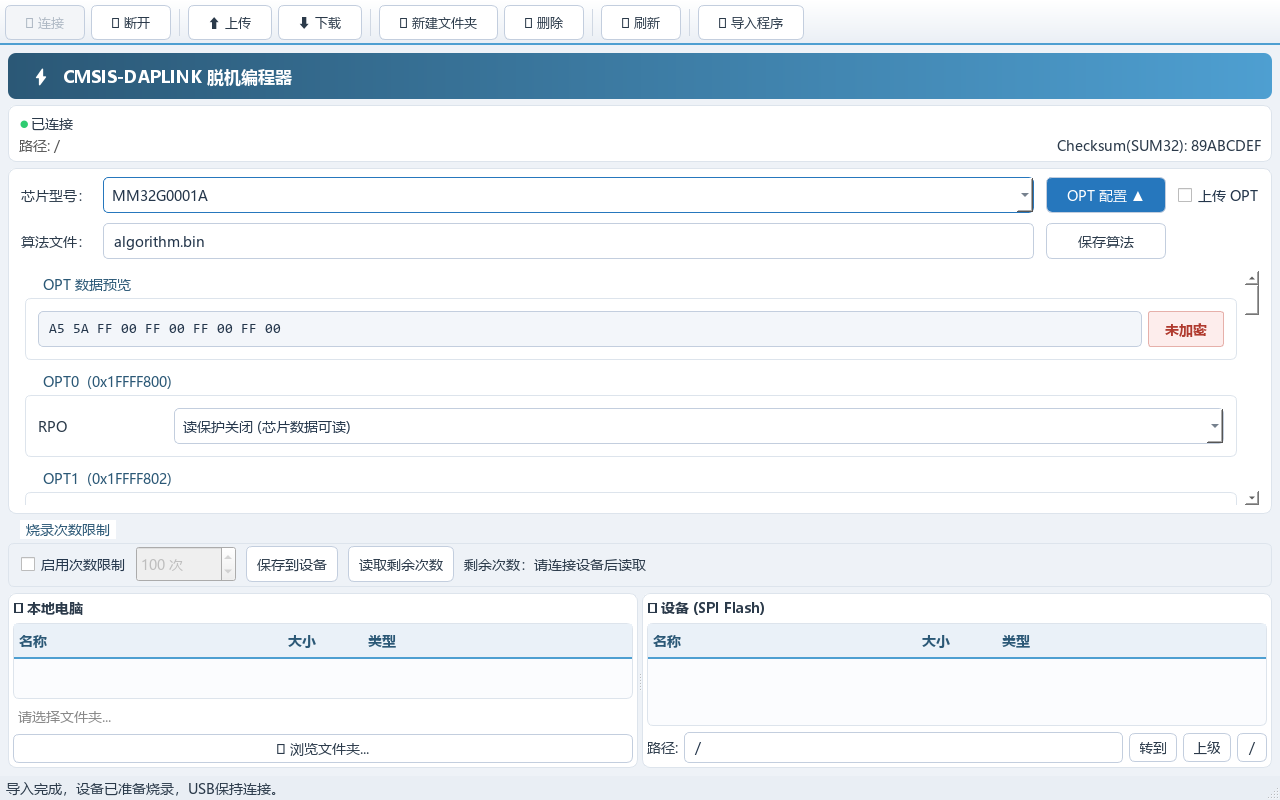 连接 断开 上传 下载 新建文件夹 删除 刷新 导入程序
CMSIS-DAPLINK 脱机编程器
已连接
路径: / Checksum(SUM32): 89ABCDEF
芯片型号: MM32G0001A OPT 配置 ▲ 上传 OPT
算法文件: algorithm.bin 保存算法
OPT 数据预览
A5 5A FF 00 FF 00 FF 00 FF 00 未加密
OPT0 (0x1FFFF800)
RPO 读保护关闭 (芯片数据可读)
OPT1 (0x1FFFF802)
烧录次数限制
启用次数限制 100 次 保存到设备 读取剩余次数 剩余次数: 请连接设备后读取
本地电脑
名称 大小 类型
请选择文件夹...
浏览文件夹...
设备 (SPI Flash)
名称 大小 类型
路径: / 转到 上级 /
导入完成，设备已准备烧录，USB保持连接。